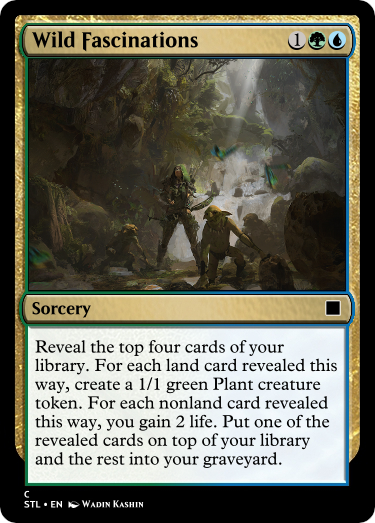 Wild Fascinations 1
Sorcery
Reveal the top four cards of your
library. For each land card revealed this
way, create a 1/1 green Plant creature
token. For each nonland card revealed
this way, you gain 2 life. Put one of the
revealed cards on top of your library
and the rest into your graveyard.
C
STL • EN Wadin Kashin